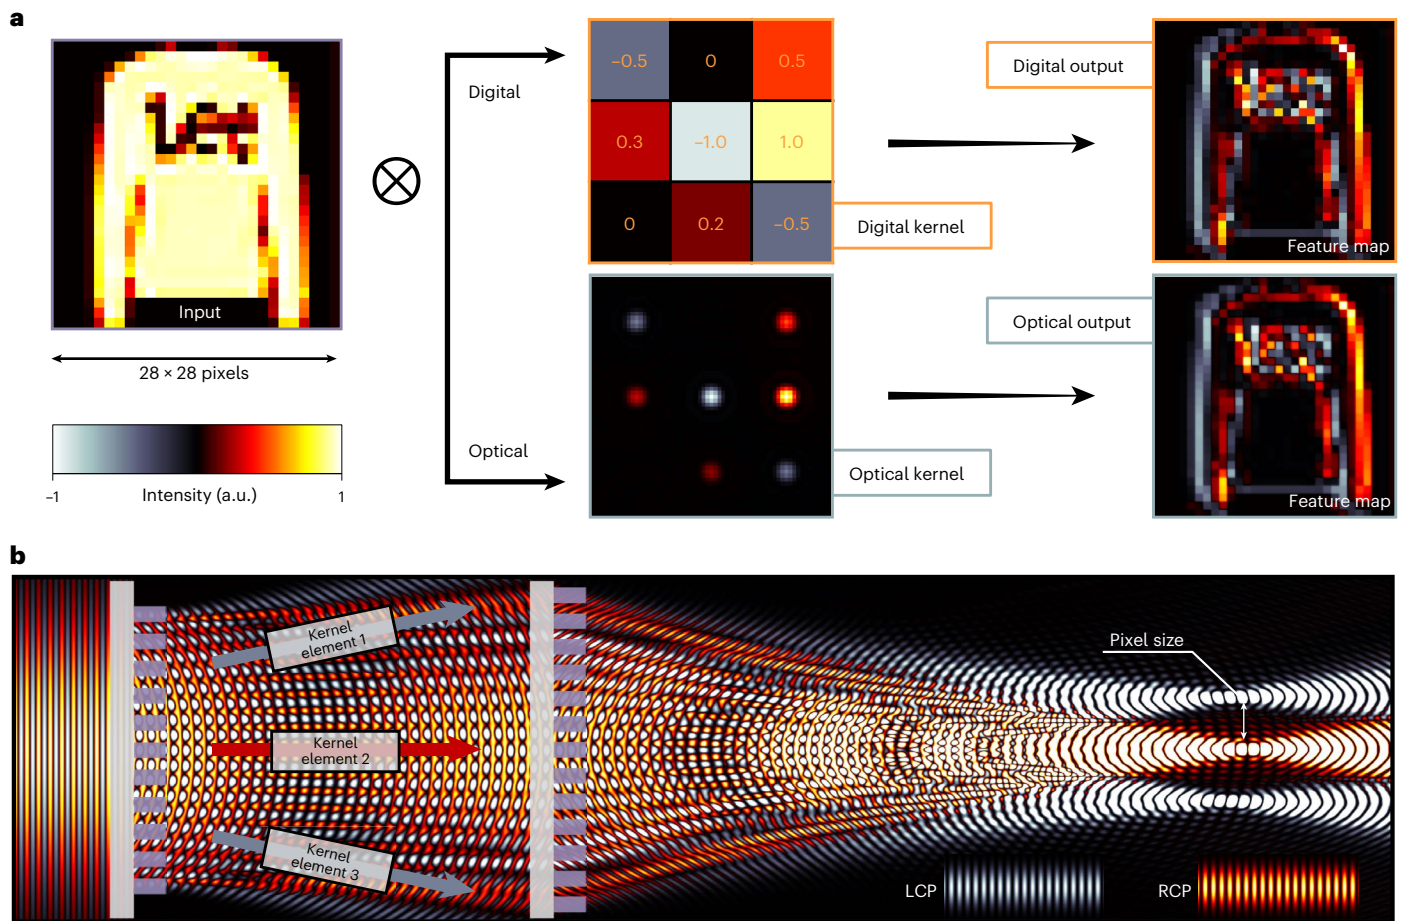 a
Digital
Optical
Input
28 × 28 pixels
−1
Intensity (a.u.)
1
−0.5
0
0.5
0.3
−1.0
1.0
0
0.2
−0.5
Digital kernel
Optical kernel
Digital output
Feature map
Optical output
Feature map
b
Kernel
element 1
Kernel
element 2
Kernel
element 3
Pixel size
LCP
RCP